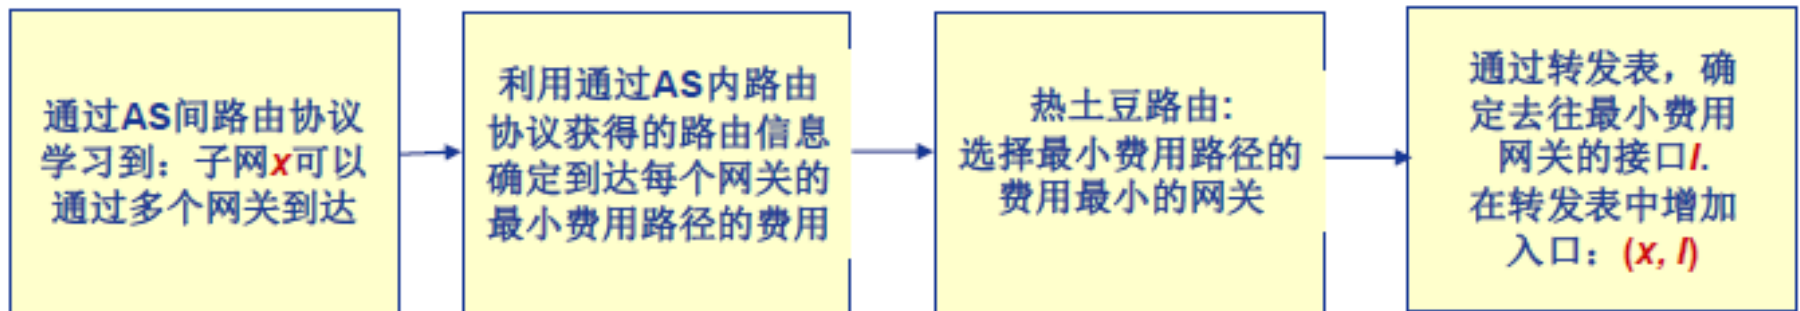 通过AS间路由协议
学习到：子网x可以
通过多个网关到达
利用通过AS内路由
协议获得的路由信息
确定到达每个网关的
最小费用路径的费用
热土豆路由:
选择最小费用路径的
费用最小的网关
通过转发表，确
定去往最小费用
网关的接口I.
在转发表中增加
入口：(x, I)